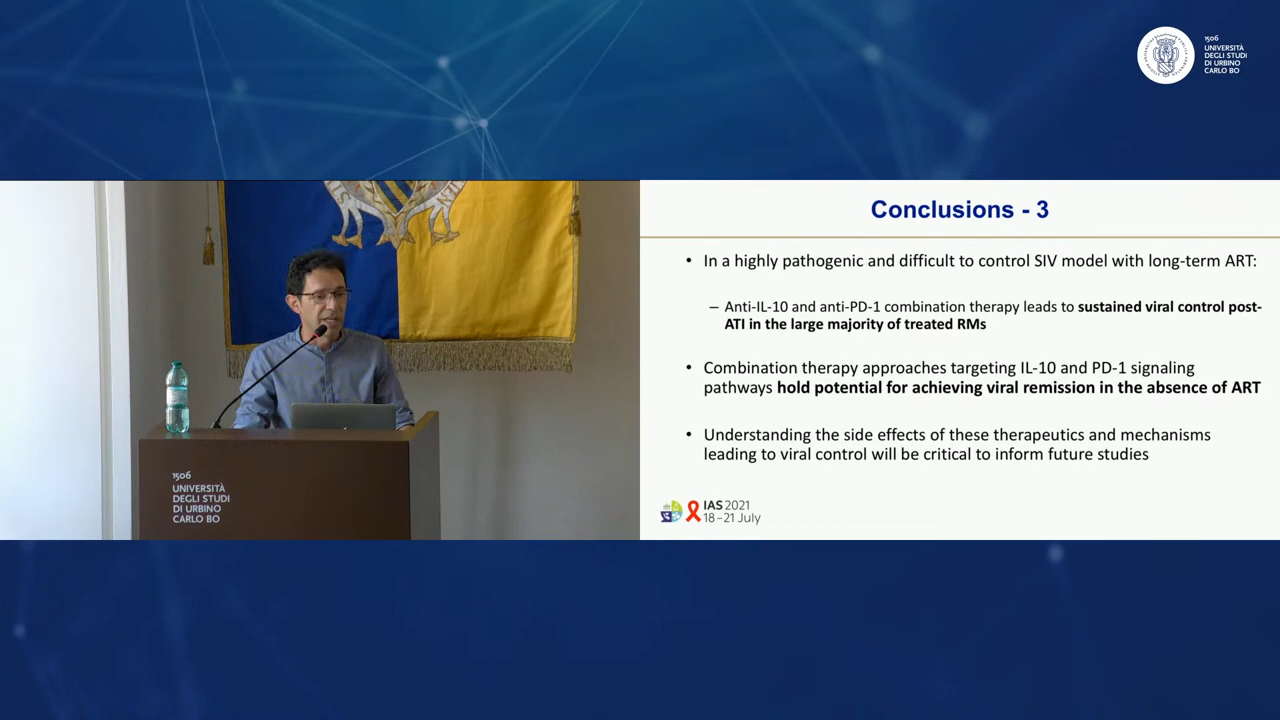 1506
UNIVERSITÀ
DEGLI STUDI
DI URBINO
CARLO BO
1506
UNIVERSITÀ
DEGLI STUDI
DI URBINO
CARLO BO
Conclusions - 3
• In a highly pathogenic and difficult to control SIV model with long-term ART:
– Anti-IL-10 and anti-PD-1 combination therapy leads to sustained viral control post-
ATI in the large majority of treated RMs
• Combination therapy approaches targeting IL-10 and PD-1 signaling
pathways hold potential for achieving viral remission in the absence of ART
• Understanding the side effects of these therapeutics and mechanisms
leading to viral control will be critical to inform future studies
IAS 2021
18–21 July